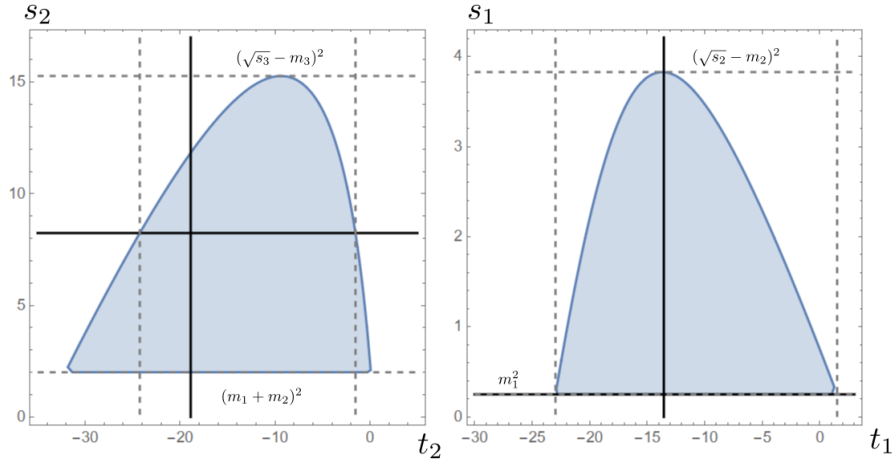 s₂
(√s₃ − m₃)²
15
10
5
0
(m₁ + m₂)²
−30
−20
−10
0
t₂
s₁
(√s₂ − m₂)²
4
3
2
1
0
m₁²
−30
−25
−20
−15
−10
−5
0
t₁